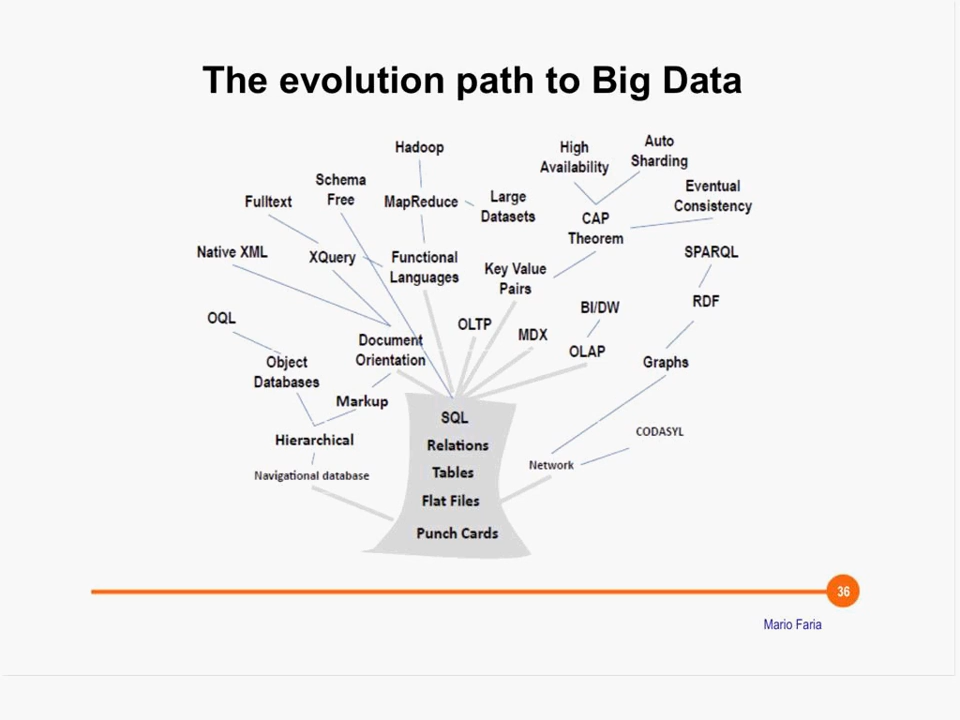 The evolution path to Big Data
Hadoop
High
Availability
Auto
Sharding
Schema
Free
Fulltext
MapReduce
Large
Datasets
Eventual
Consistency
CAP
Theorem
Native XML
XQuery
Functional
Languages
Key Value
Pairs
SPARQL
OQL
OLTP
MDX
BI/DW
RDF
Document
Orientation
OLAP
Graphs
Object
Databases
Markup
SQL
Hierarchical
Relations
CODASYL
Navigational database
Tables
Network
Flat Files
Punch Cards
36
Mario Faria